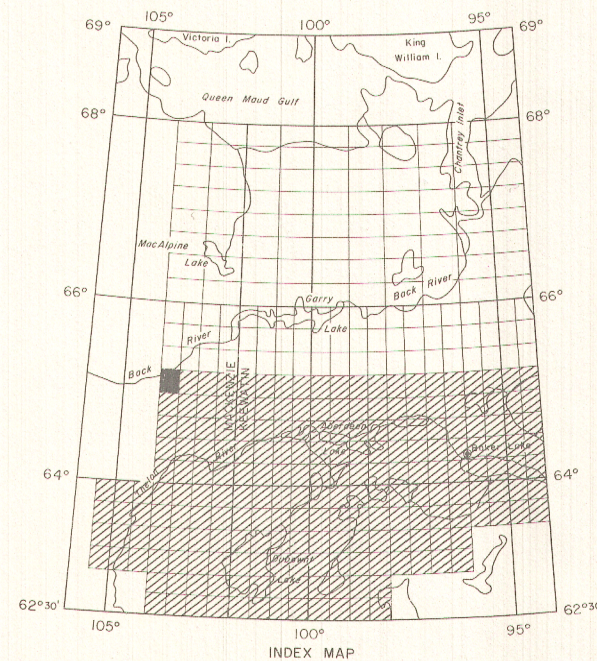 105°
100°
95°
69°
69°
Victoria I.
King
William I.
Queen Maud Gulf
68°
68°
Chantrey Inlet
MacAlpine
Lake
66°
66°
Garry
Lake
Back River
River
Back
MACKENZIE
KEEWATIN
Aberdeen
Lake
Baker Lake
River
Thelon
64°
64°
Dubawnt
Lake
62°30'
62°30'
105°
100°
95°
INDEX MAP